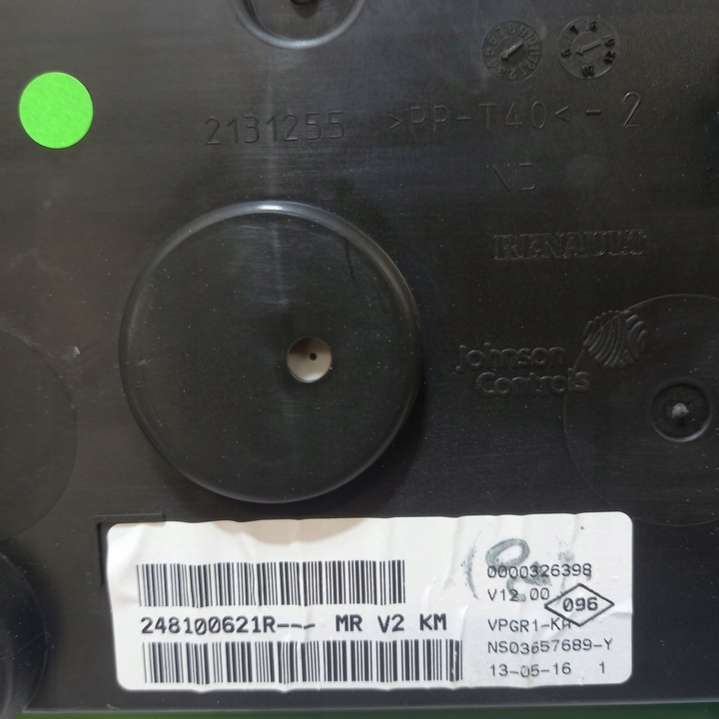 2131255 >PP-T40<-2
RENAULT
Johnson
Controls
248100621R--- MR V2 KM
0000326398
V12.00
096
VPGR1-KA
NS03657689-Y
13-05-16 1